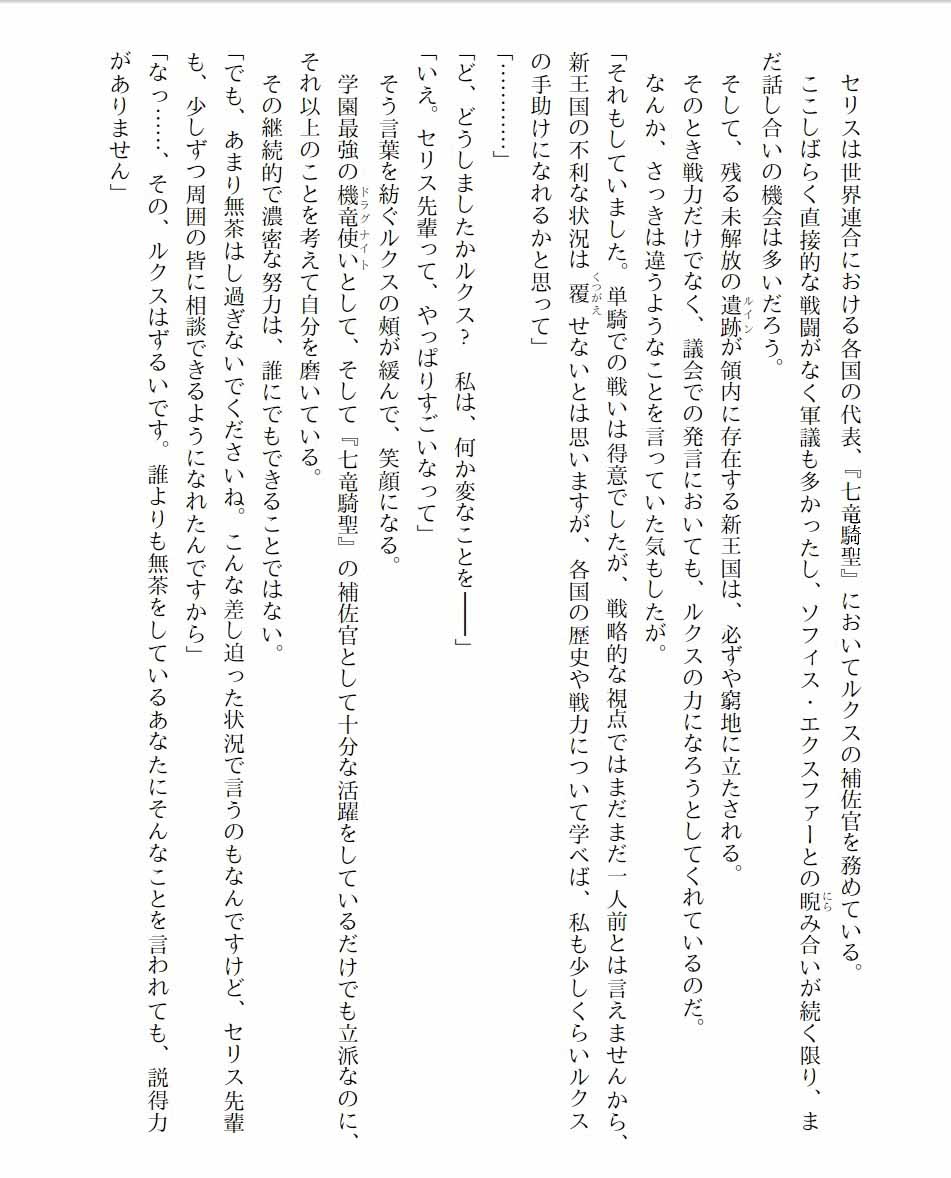 セリスは世界連合における各国の代表、『七竜騎聖』においてルクスの補佐官を務めている。
ここしばらく直接的な戦闘がなく軍議も多かったし、ソフィス・エクスファーとの睨み合いが続く限り、ま
だ話し合いの機会は多いだろう。
そして、残る未解放の遺跡が領内に存在する新王国は、必ずや窮地に立たされる。
そのとき戦力だけでなく、議会での発言においても、ルクスの力になろうとしてくれているのだ。
なんか、さっきは違うようなことを言っていた気もしたが。
「それもしていました。単騎での戦いは得意でしたが、戦略的な視点ではまだまだ一人前とは言えませんから、
新王国の不利な状況は覆せないとは思いますが、各国の歴史や戦力について学べば、私も少しくらいルクス
の手助けになれるかと思って」
「…………」
「ど、どうしましたかルクス？　私は、何か変なことを――」
「いえ。セリス先輩って、やっぱりすごいなって」
そう言葉を紡ぐルクスの頬が緩んで、笑顔になる。
学園最強の機竜使いとして、そして『七竜騎聖』の補佐官として十分な活躍をしているだけでも立派なのに、
それ以上のことを考えて自分を磨いている。
その継続的で濃密な努力は、誰にでもできることではない。
「でも、あまり無茶はし過ぎないでくださいね。こんな差し迫った状況で言うのもなんですけど、セリス先輩
も、少しずつ周囲の皆に相談できるようになれたんですから」
「なっ……、その、ルクスはずるいです。誰よりも無茶をしているあなたにそんなことを言われても、説得力
がありません」